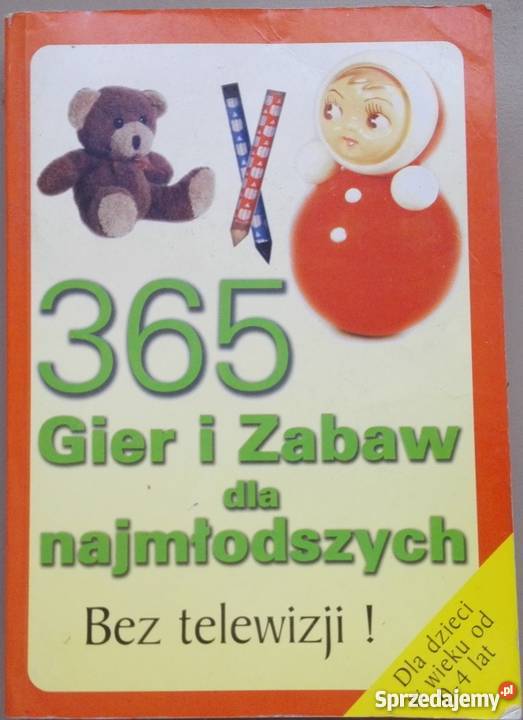 365
Gier i Zabaw
dla
najmłodszych
Bez telewizji !
Dla dzieci
wieku od
4 lat
Sprzedajemy.pl